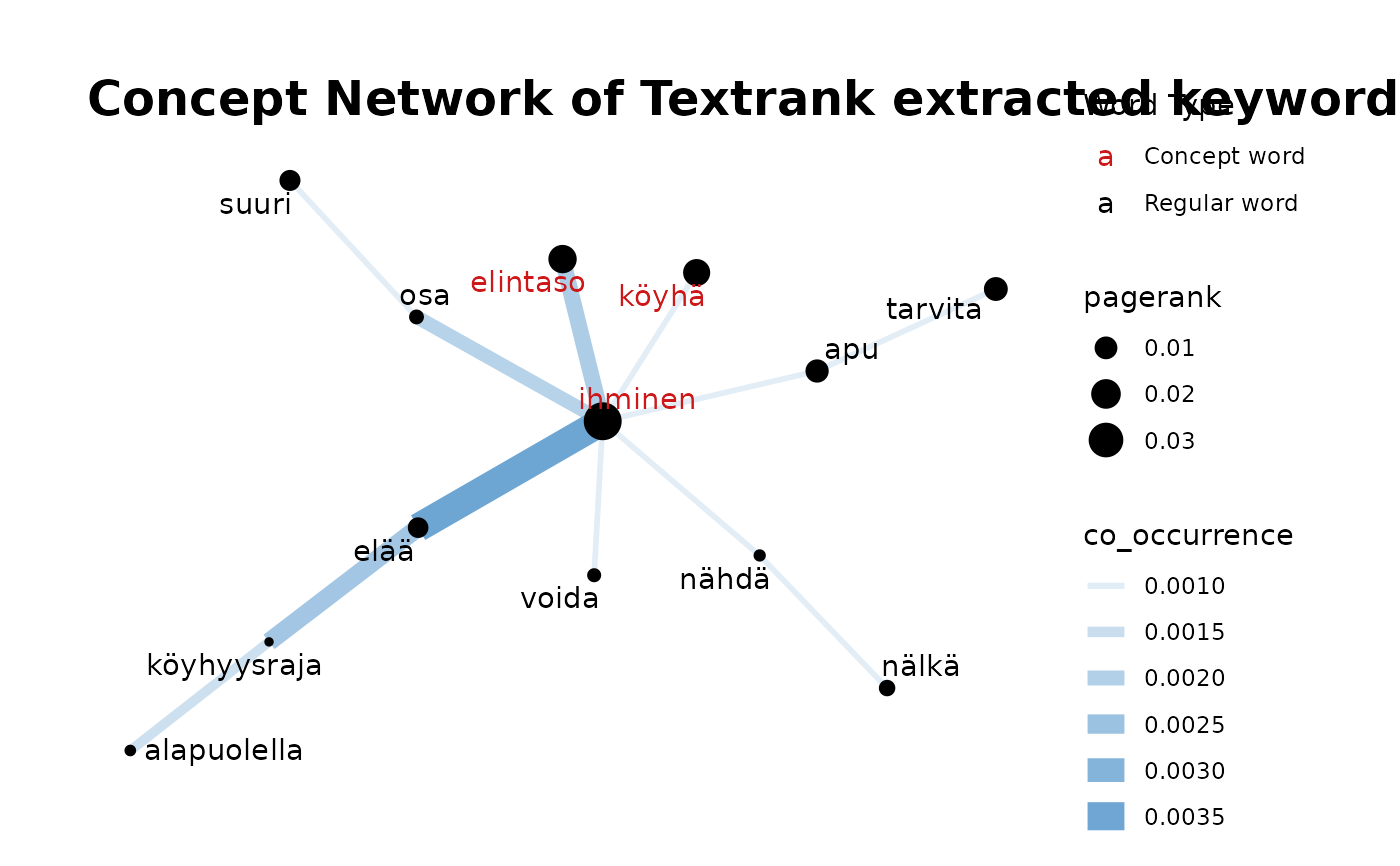 Concept Network of Textrank extracted keyword
Word Type
a Concept word
a Regular word
suuri
elintaso
köyhä
osa
tarvita
apu
ihminen
elää
voida
nähdä
köyhyysraja
nälkä
alapuolella
pagerank
0.01
0.02
0.03
co_occurrence
0.0010
0.0015
0.0020
0.0025
0.0030
0.0035